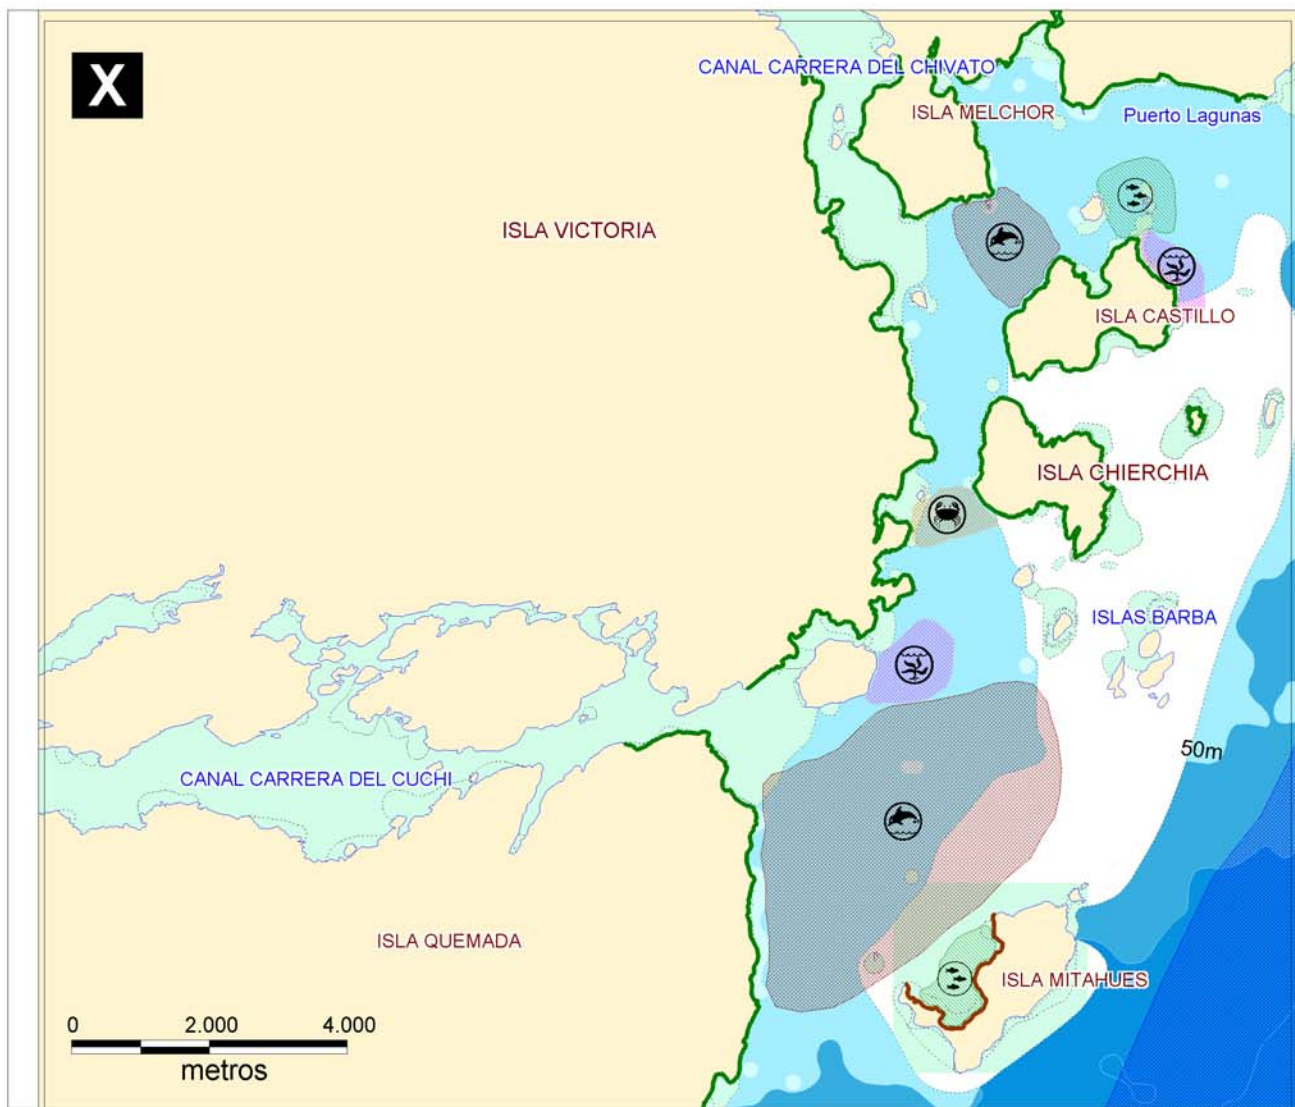 X
CANAL CARRERA DEL CHIVATO
ISLA MELCHOR
Puerto Lagunas
ISLA VICTORIA
ISLA CASTILLO
ISLA CHIERCHIA
ISLAS BARBA
50m
CANAL CARRERA DEL CUCHI
ISLA QUEMADA
ISLA MITAHUES
0 2.000 4.000
metros